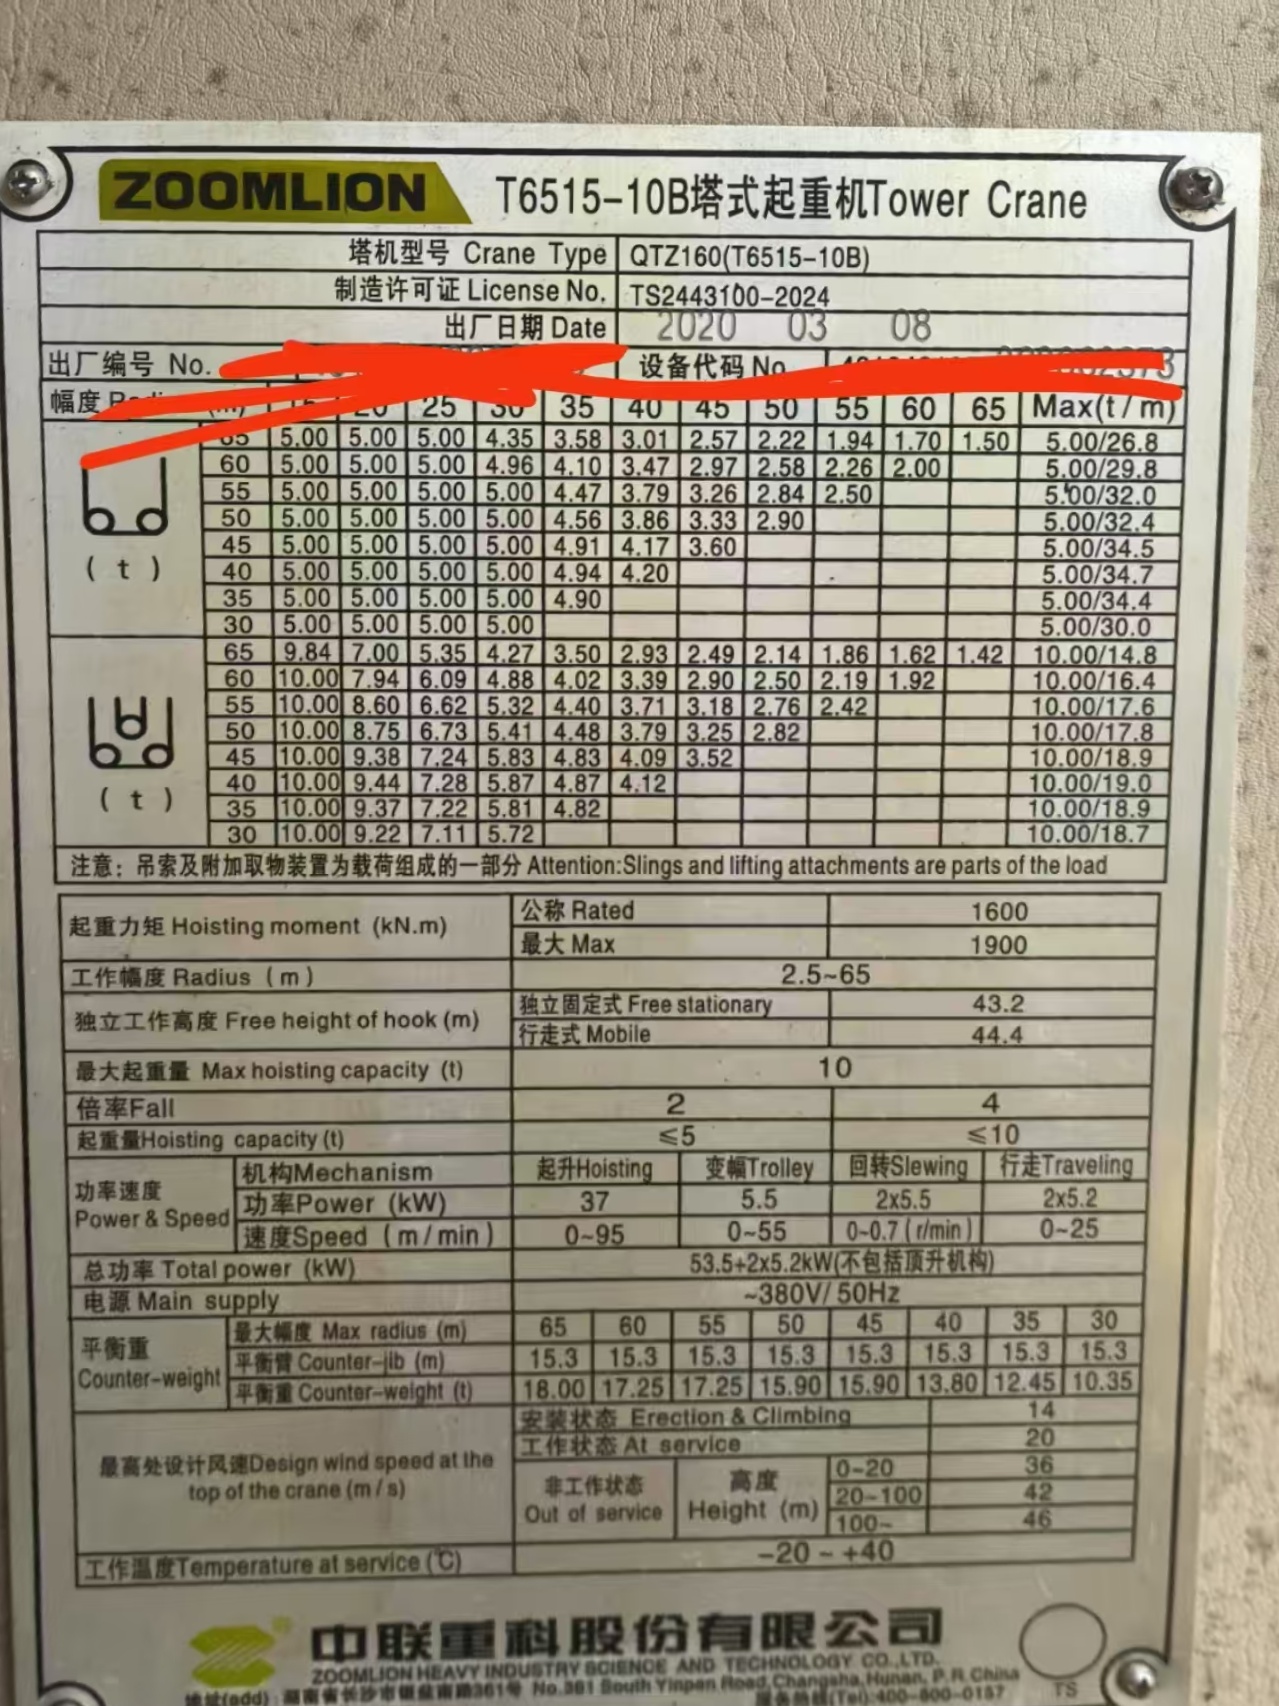 ZOOMLION T6515-10B塔式起重机Tower Crane
塔机型号 Crane Type QTZ160(T6515-10B)
制造许可证 License No. TS2443100-2024
出厂日期 Date 2020 03 08
出厂编号 No. 设备代码 No
幅度 (m) 20 25 30 35 40 45 50 55 60 65 Max(t/m)
65 5.00 5.00 5.00 4.35 3.58 3.01 2.57 2.22 1.94 1.70 1.50 5.00/26.8
60 5.00 5.00 5.00 4.96 4.10 3.47 2.97 2.58 2.26 2.00 5.00/29.8
55 5.00 5.00 5.00 5.00 4.47 3.79 3.26 2.84 2.50 5.00/32.0
50 5.00 5.00 5.00 5.00 4.56 3.86 3.33 2.90 5.00/32.4
45 5.00 5.00 5.00 5.00 4.91 4.17 3.60 5.00/34.5
(t) 40 5.00 5.00 5.00 5.00 4.94 4.20 5.00/34.7
35 5.00 5.00 5.00 5.00 4.90 5.00/34.4
30 5.00 5.00 5.00 5.00 5.00/30.0
65 9.84 7.00 5.35 4.27 3.50 2.93 2.49 2.14 1.86 1.62 1.42 10.00/14.8
60 10.00 7.94 6.09 4.88 4.02 3.39 2.90 2.50 2.19 1.92 10.00/16.4
55 10.00 8.60 6.62 5.32 4.40 3.71 3.18 2.76 2.42 10.00/17.6
50 10.00 8.75 6.73 5.41 4.48 3.79 3.25 2.82 10.00/17.8
45 10.00 9.38 7.24 5.83 4.83 4.09 3.52 10.00/18.9
(t) 40 10.00 9.44 7.28 5.87 4.87 4.12 10.00/19.0
35 10.00 9.37 7.22 5.81 4.82 10.00/18.9
30 10.00 9.22 7.11 5.72 10.00/18.7
注意：吊索及附加取物装置为载荷组成的一部分 Attention:Slings and lifting attachments are parts of the load
起重力矩 Hoisting moment (kN.m) 公称 Rated 1600
最大 Max 1900
工作幅度 Radius (m) 2.5~65
独立工作高度 Free height of hook (m) 独立固定式 Free stationary 43.2
行走式 Mobile 44.4
最大起重量 Max hoisting capacity (t) 10
倍率Fall 2 4
起重量Hoisting capacity (t) ≤5 ≤10
功率速度 Power & Speed 机构Mechanism 起升Hoisting 变幅Trolley 回转Slewing 行走Traveling
功率Power (kW) 37 5.5 2x5.5 2x5.2
速度Speed (m/min) 0~95 0~55 0~0.7 (r/min) 0~25
总功率 Total power (kW) 53.5+2x5.2kW(不包括顶升机构)
电源 Main supply ~380V/50Hz
平衡重 Counter-weight 最大幅度 Max radius (m) 65 60 55 50 45 40 35 30
平衡臂 Counter-jib (m) 15.3 15.3 15.3 15.3 15.3 15.3 15.3 15.3
平衡重 Counter-weight (t) 18.00 17.25 17.25 15.90 15.90 13.80 12.45 10.35
最高处设计风速Design wind speed at the top of the crane (m/s) 安装状态 Erection & Climbing 14
工作状态 At service 20
非工作状态 Out of service 高度 Height (m) 0~20 36
20~100 42
100~ 46
工作温度Temperature at service (℃) -20 ~ +40
中联重科股份有限公司
ZOOMLION HEAVY INDUSTRY SCIENCE AND TECHNOLOGY CO.,LTD.
地址(add): 湖南省长沙市银盆南路361号 No.361 South Yinpen Road,Changsha,Hunan, P.R.China
服务热线(Tel):400-800-0157
TS